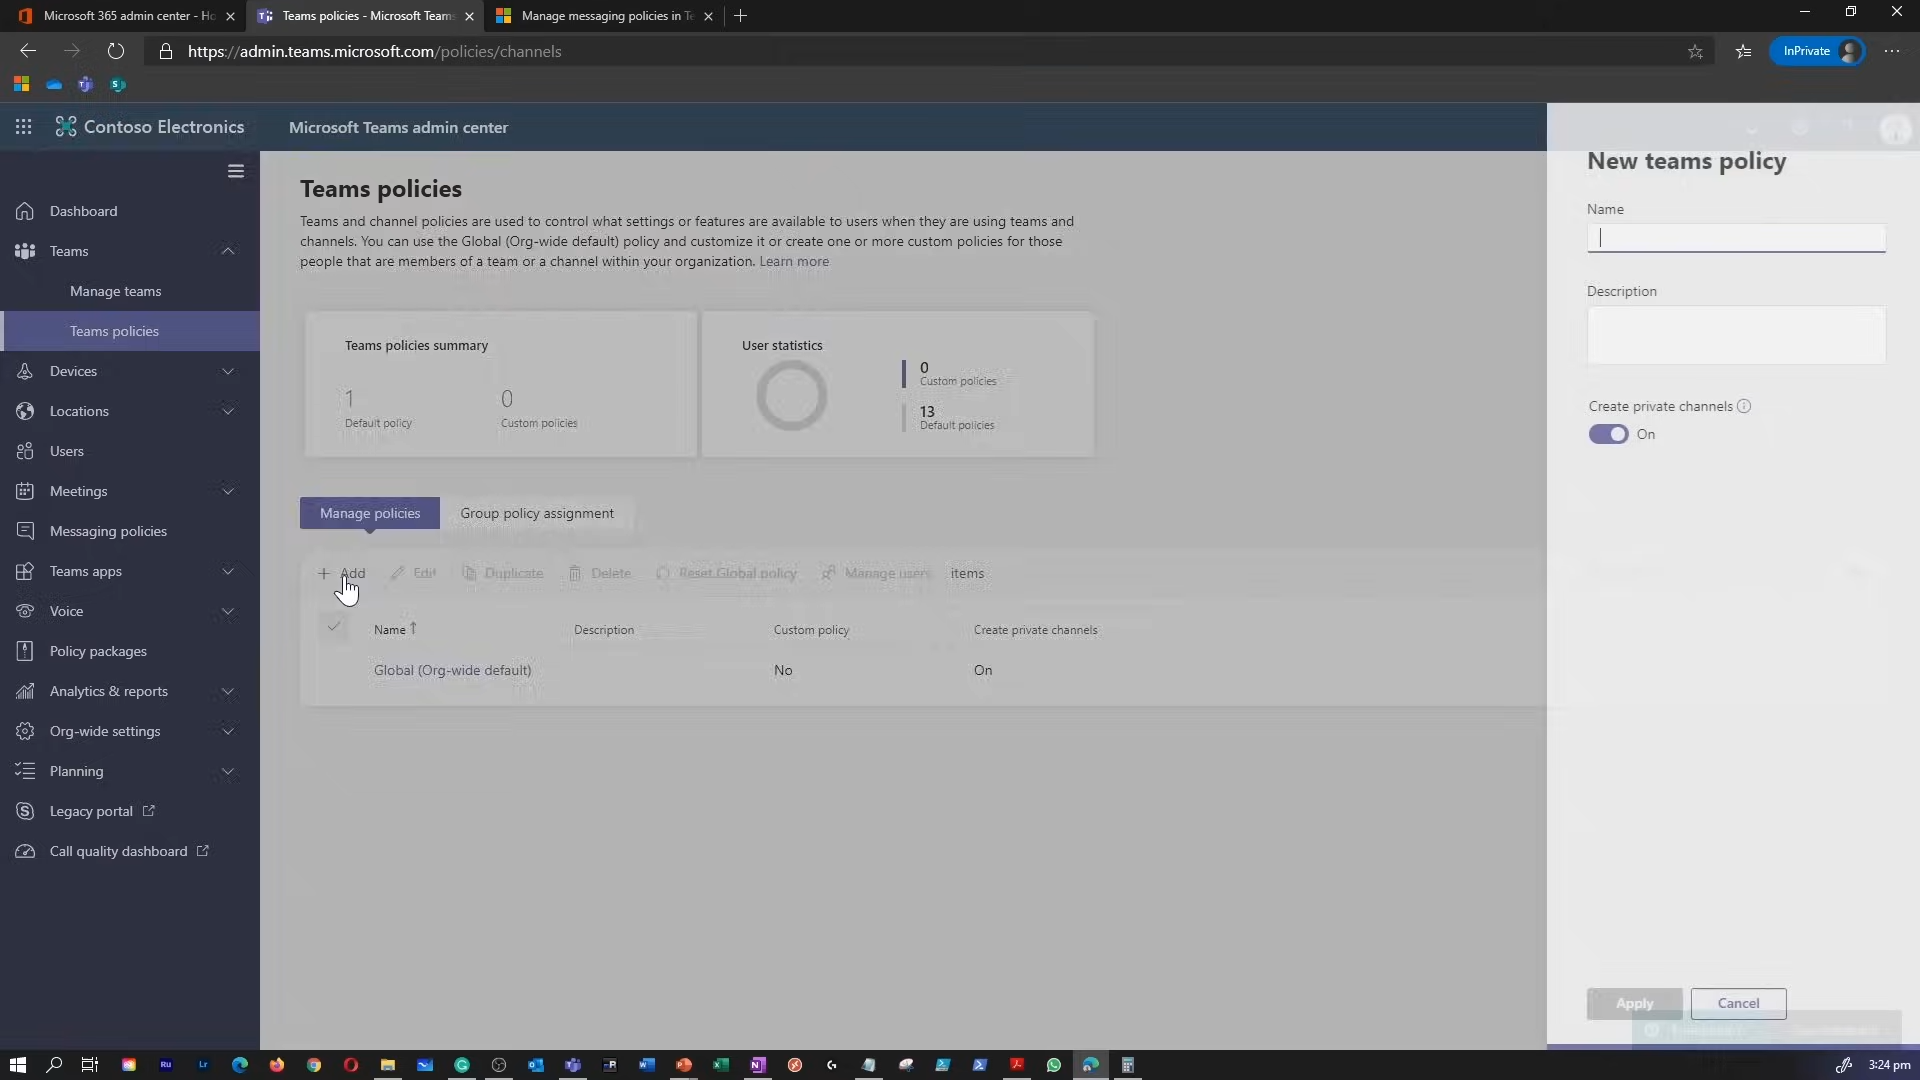 Microsoft 365 admin center - Ho
Teams policies - Microsoft Teams
Manage messaging policies in Te
https://admin.teams.microsoft.com/policies/channels
InPrivate
Contoso Electronics
Microsoft Teams admin center
Dashboard
Teams
Manage teams
Teams policies
Devices
Locations
Users
Meetings
Messaging policies
Teams apps
Voice
Policy packages
Analytics & reports
Org-wide settings
Planning
Legacy portal
Call quality dashboard
Teams policies
Teams and channel policies are used to control what settings or features are available to users when they are using teams and
channels. You can use the Global (Org-wide default) policy and customize it or create one or more custom policies for those
people that are members of a team or a channel within your organization. Learn more
Teams policies summary
1
Default policy
0
Custom policies
User statistics
0
Custom policies
13
Default policies
Manage policies
Group policy assignment
Add Edit Duplicate Delete Reset Global policy Manage users items
Name Description Custom policy Create private channels
Global (Org-wide default) No On
New teams policy
Name
Description
Create private channels
On
Apply
Cancel
3:24 pm